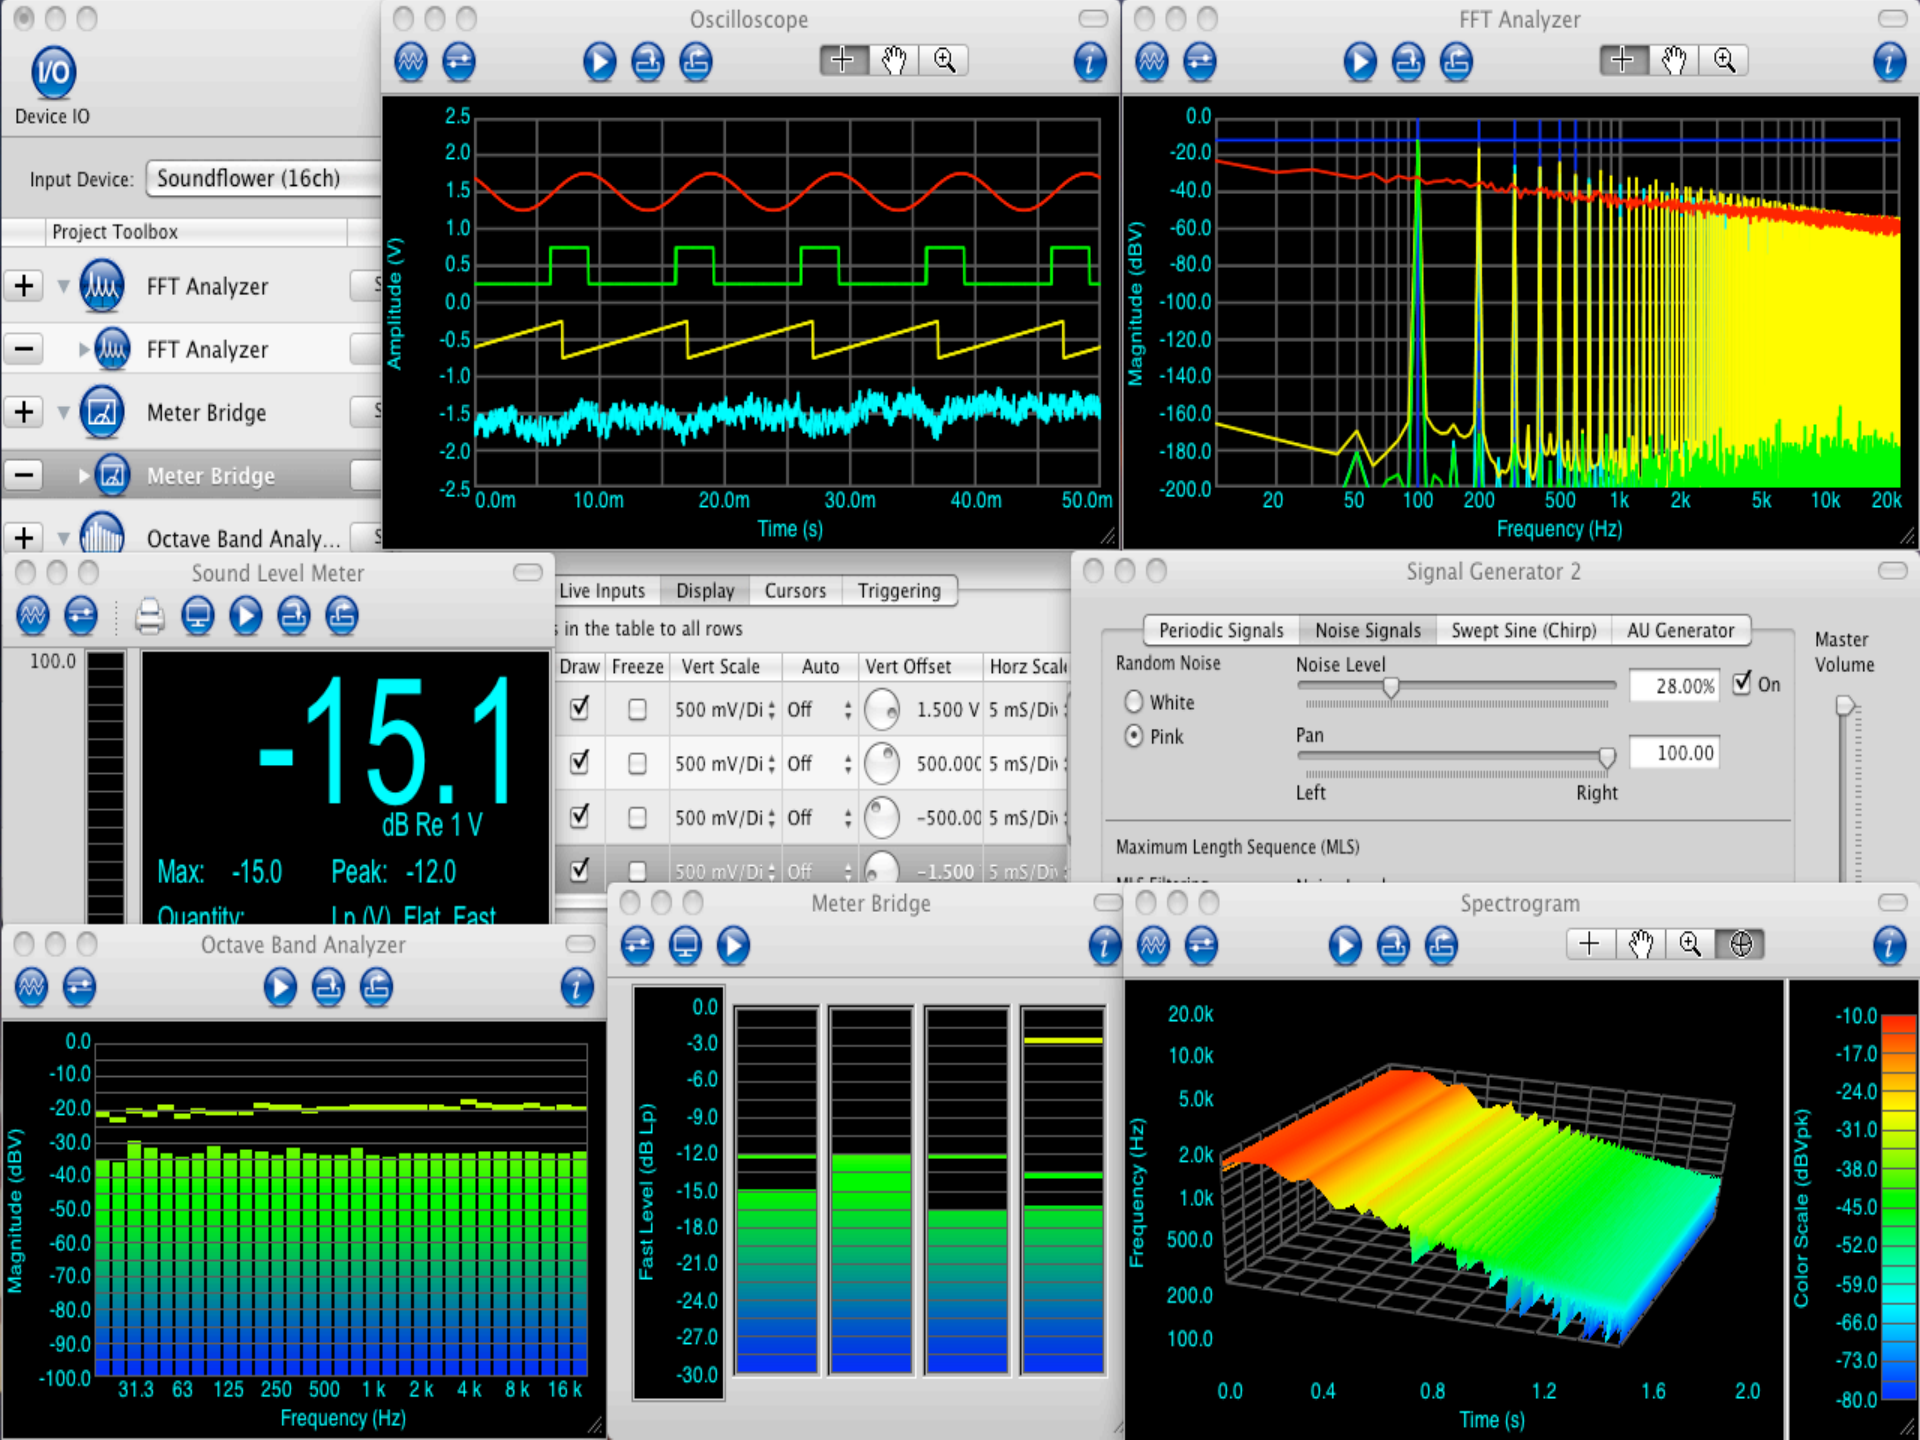 I/O
Device IO
Input Device: Soundflower (16ch)
Project Toolbox
FFT Analyzer
FFT Analyzer
Meter Bridge
Meter Bridge
Octave Band Analy...
Oscilloscope
i
2.5
2.0
1.5
1.0
0.5
0.0
-0.5
-1.0
-1.5
-2.0
-2.5
Amplitude (V)
0.0m 10.0m 20.0m 30.0m 40.0m 50.0m
Time (s)
FFT Analyzer
i
0.0
-20.0
-40.0
-60.0
-80.0
-100.0
-120.0
-140.0
-160.0
-180.0
-200.0
Magnitude (dBV)
20 50 100 200 500 1k 2k 5k 10k 20k
Frequency (Hz)
Sound Level Meter
100.0
-15.1
dB Re 1 V
Max: -15.0 Peak: -12.0
Quantity: Lp (V) Flat Fast
Live Inputs Display Cursors Triggering
s in the table to all rows
Draw Freeze Vert Scale Auto Vert Offset Horz Scale
500 mV/Di Off 1.500 V 5 mS/Div
500 mV/Di Off 500.000 5 mS/Div
500 mV/Di Off -500.00 5 mS/Div
500 mV/Di Off -1.500 5 mS/Div
Signal Generator 2
Periodic Signals Noise Signals Swept Sine (Chirp) AU Generator
Master
Volume
Random Noise
White
Pink
Noise Level
28.00% On
Pan
100.00
Left Right
Maximum Length Sequence (MLS)
Octave Band Analyzer
i
0.0
-10.0
-20.0
-30.0
-40.0
-50.0
-60.0
-70.0
-80.0
-90.0
-100.0
Magnitude (dBV)
31.3 63 125 250 500 1 k 2 k 4 k 8 k 16 k
Frequency (Hz)
Meter Bridge
i
0.0
-3.0
-6.0
-9.0
-12.0
-15.0
-18.0
-21.0
-24.0
-27.0
-30.0
Fast Level (dB Lp)
Spectrogram
i
20.0k
10.0k
5.0k
2.0k
1.0k
500.0
200.0
100.0
Frequency (Hz)
0.0 0.4 0.8 1.2 1.6 2.0
Time (s)
-10.0
-17.0
-24.0
-31.0
-38.0
-45.0
-52.0
-59.0
-66.0
-73.0
-80.0
Color Scale (dBVpk)